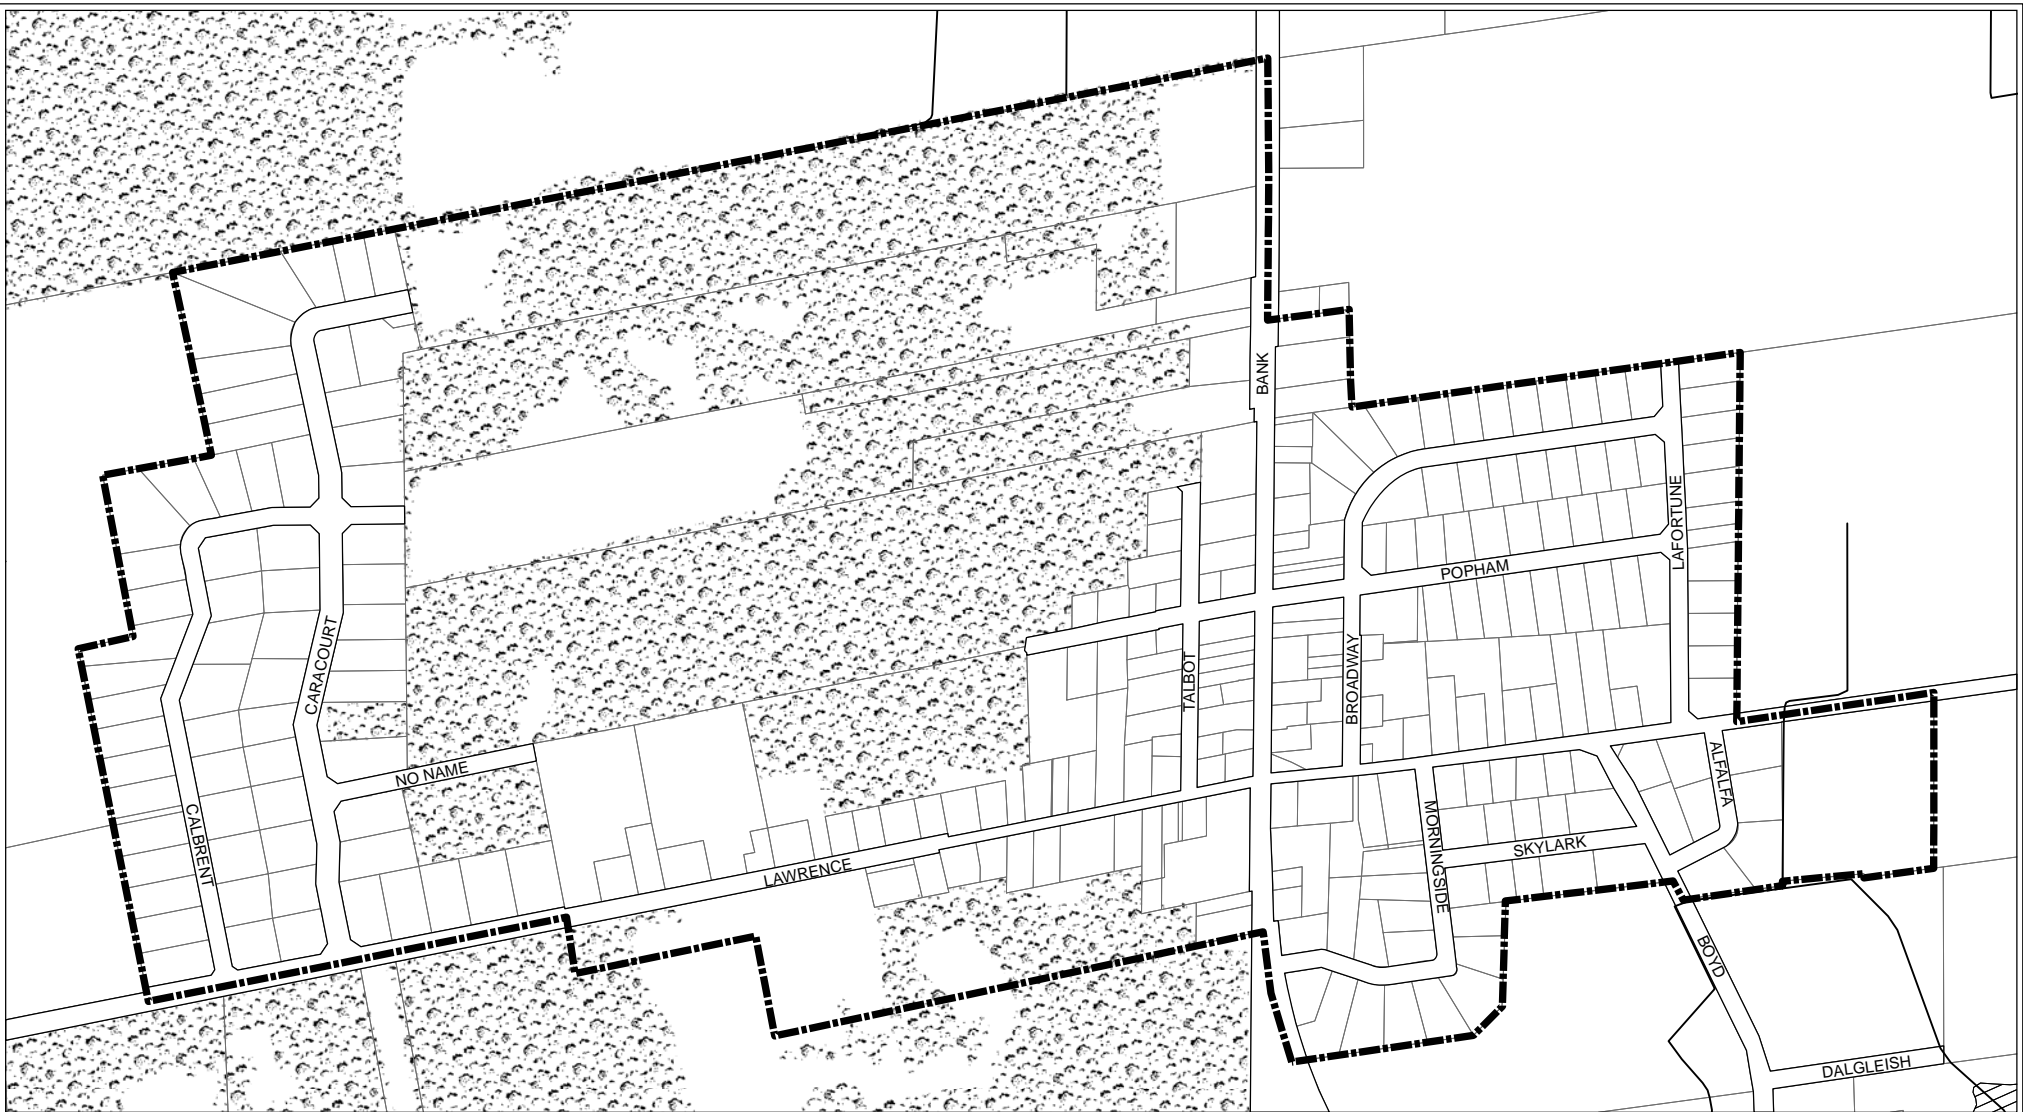 BANK
LAFORTUNE
POPHAM
CARACOURT
TALBOT
BROADWAY
NO NAME
ALFALFA
CALBRENT
MORNINGSIDE
SKYLARK
LAWRENCE
BOYD
DALGLEISH